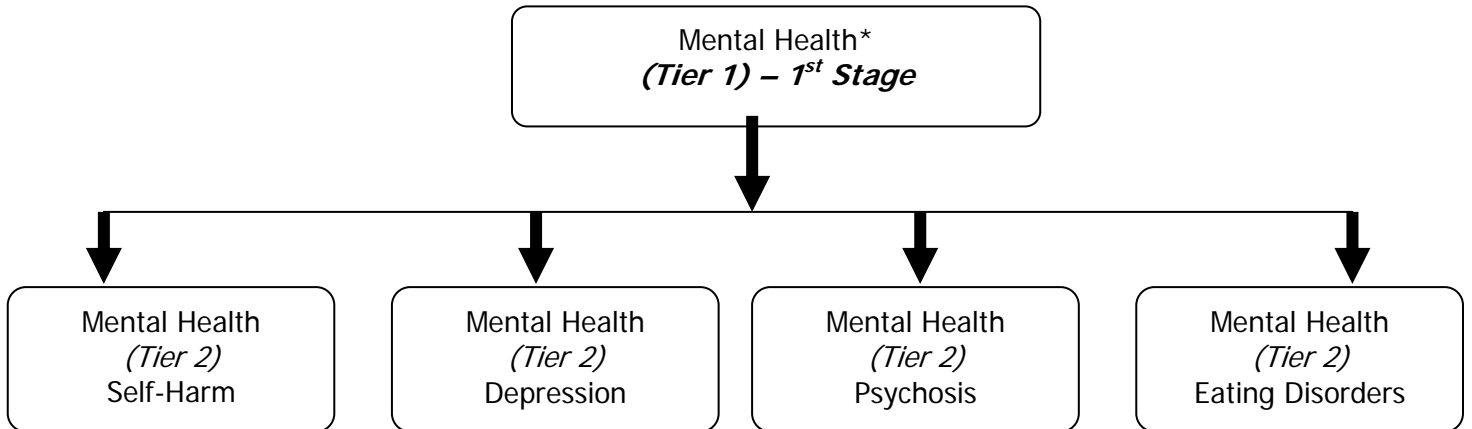 Mental Health*
(Tier 1) – 1st Stage
Mental Health
(Tier 2)
Self-Harm
Mental Health
(Tier 2)
Depression
Mental Health
(Tier 2)
Psychosis
Mental Health
(Tier 2)
Eating Disorders